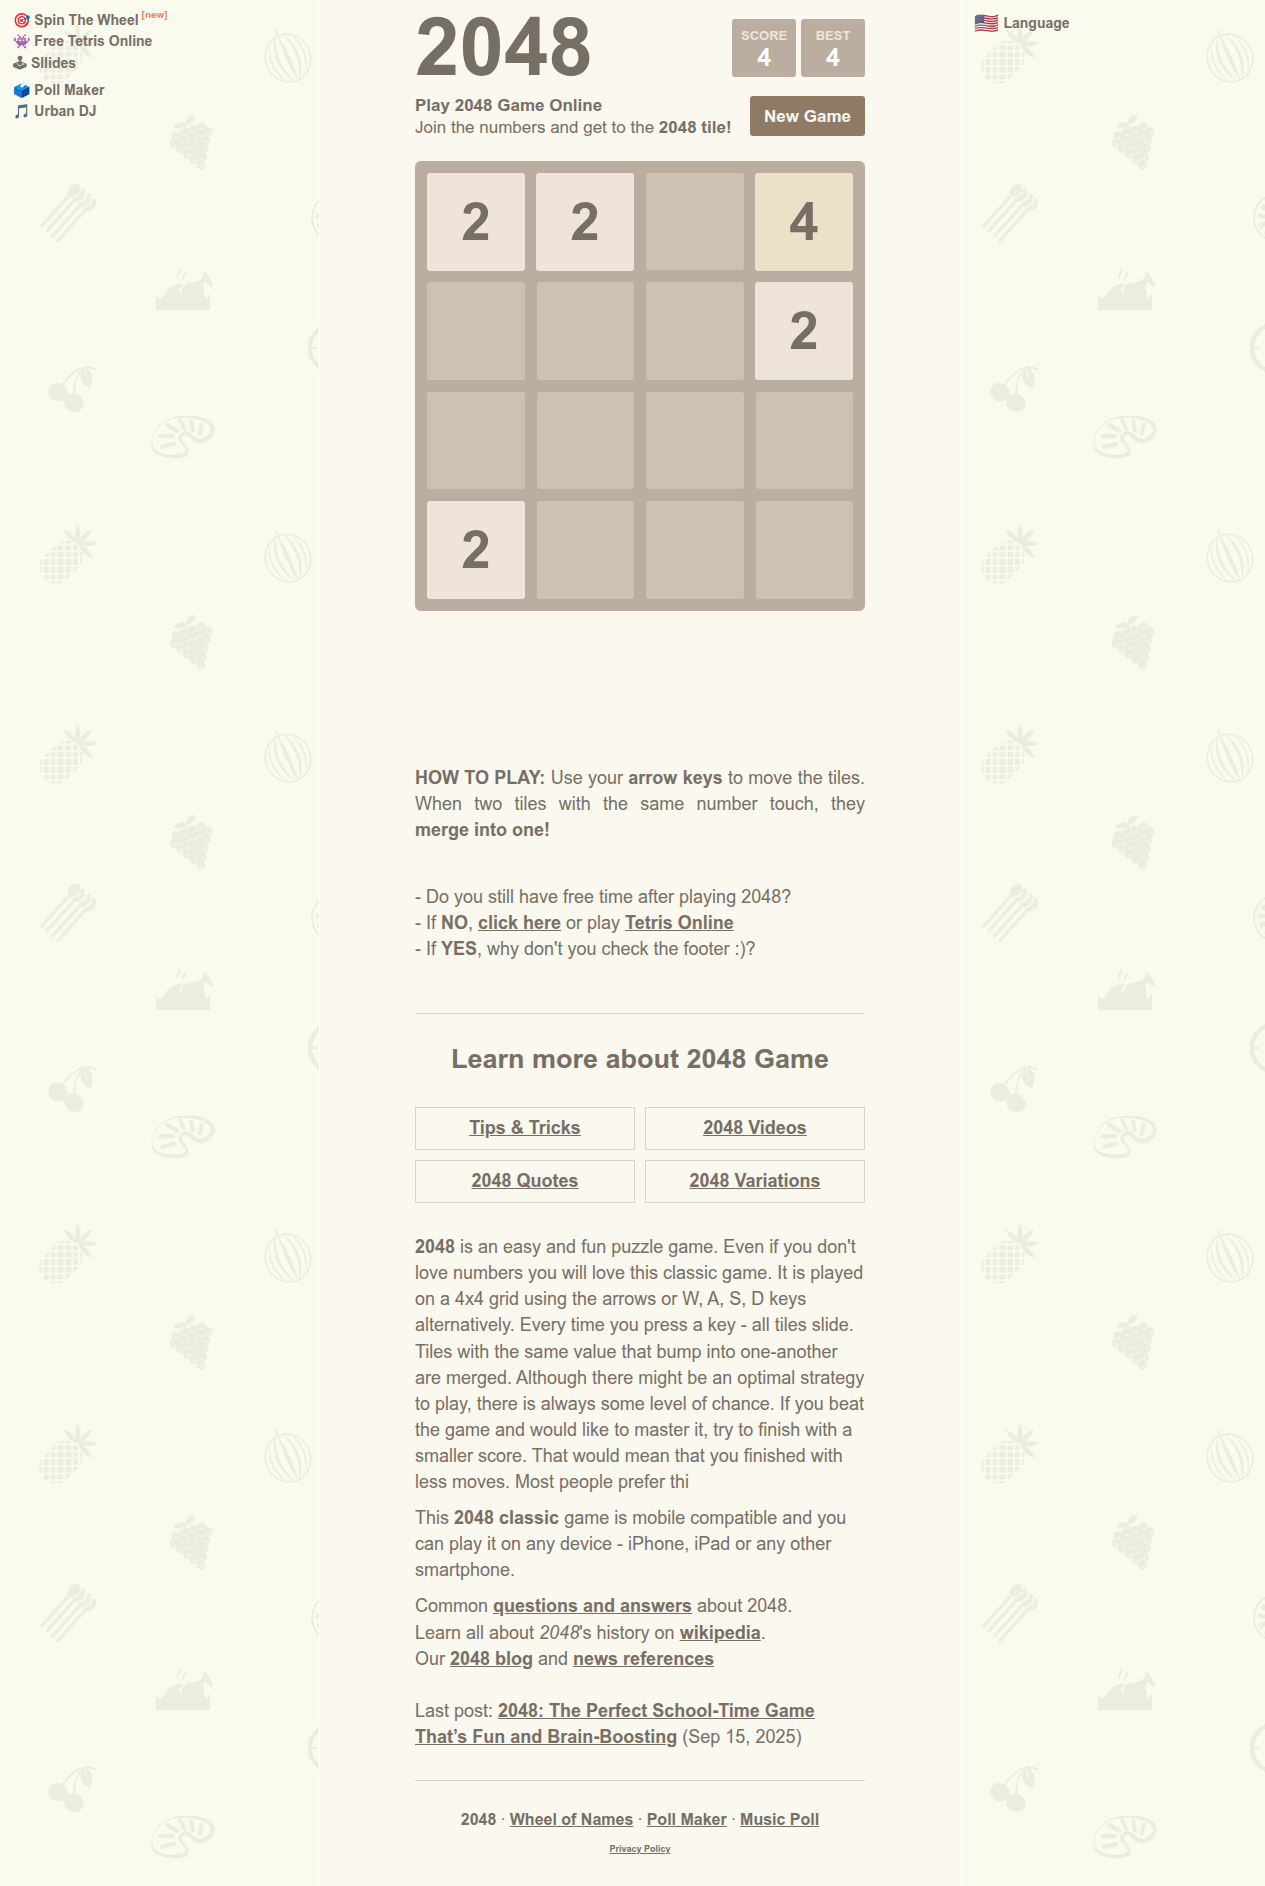 🎯 Spin The Wheel [new]
👾 Free Tetris Online
🕹 Sllides
🗳 Poll Maker
🎵 Urban DJ
🇺🇸 Language
2048
SCORE
4
BEST
4
Play 2048 Game Online
Join the numbers and get to the 2048 tile!
New Game
2 2 4
2
2
HOW TO PLAY: Use your arrow keys to move the tiles.
When two tiles with the same number touch, they
merge into one!
- Do you still have free time after playing 2048?
- If NO, click here or play Tetris Online
- If YES, why don't you check the footer :)?
Learn more about 2048 Game
Tips & Tricks
2048 Videos
2048 Quotes
2048 Variations
2048 is an easy and fun puzzle game. Even if you don't
love numbers you will love this classic game. It is played
on a 4x4 grid using the arrows or W, A, S, D keys
alternatively. Every time you press a key - all tiles slide.
Tiles with the same value that bump into one-another
are merged. Although there might be an optimal strategy
to play, there is always some level of chance. If you beat
the game and would like to master it, try to finish with a
smaller score. That would mean that you finished with
less moves. Most people prefer thi
This 2048 classic game is mobile compatible and you
can play it on any device - iPhone, iPad or any other
smartphone.
Common questions and answers about 2048.
Learn all about 2048's history on wikipedia.
Our 2048 blog and news references
Last post: 2048: The Perfect School-Time Game
That’s Fun and Brain-Boosting (Sep 15, 2025)
2048 · Wheel of Names · Poll Maker · Music Poll
Privacy Policy